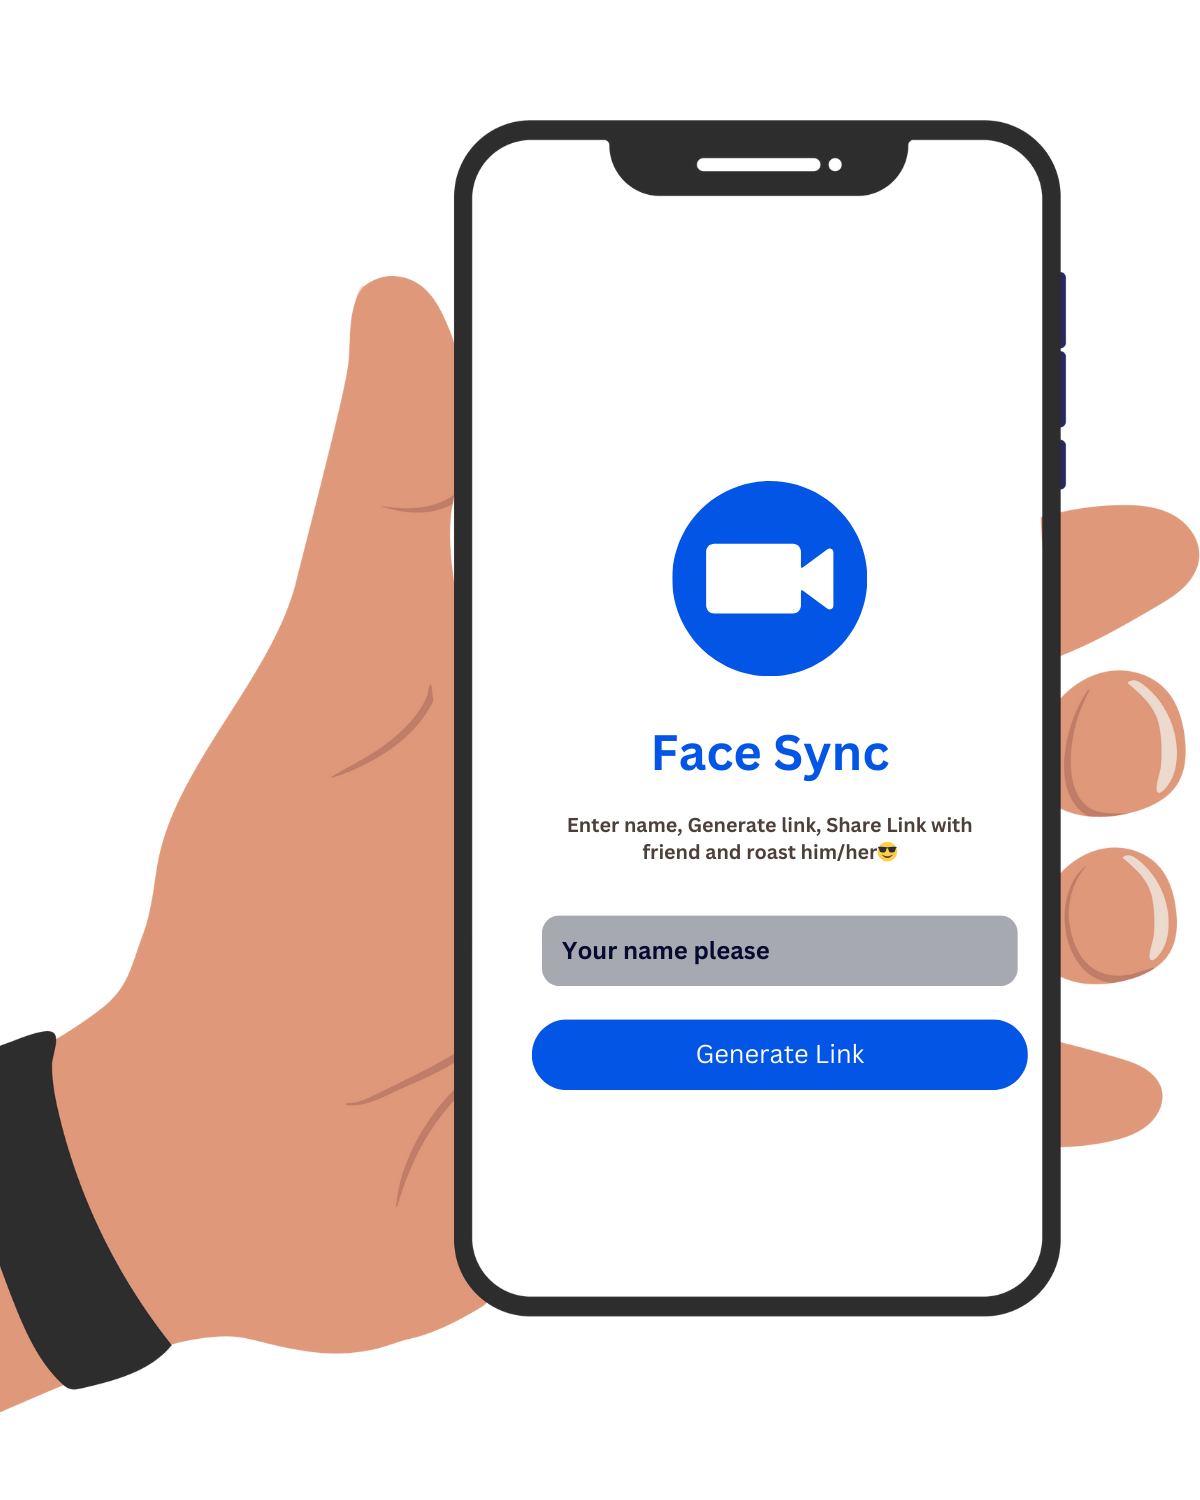 Face Sync
Enter name, Generate link, Share Link with
friend and roast him/her😎
Your name please
Generate Link